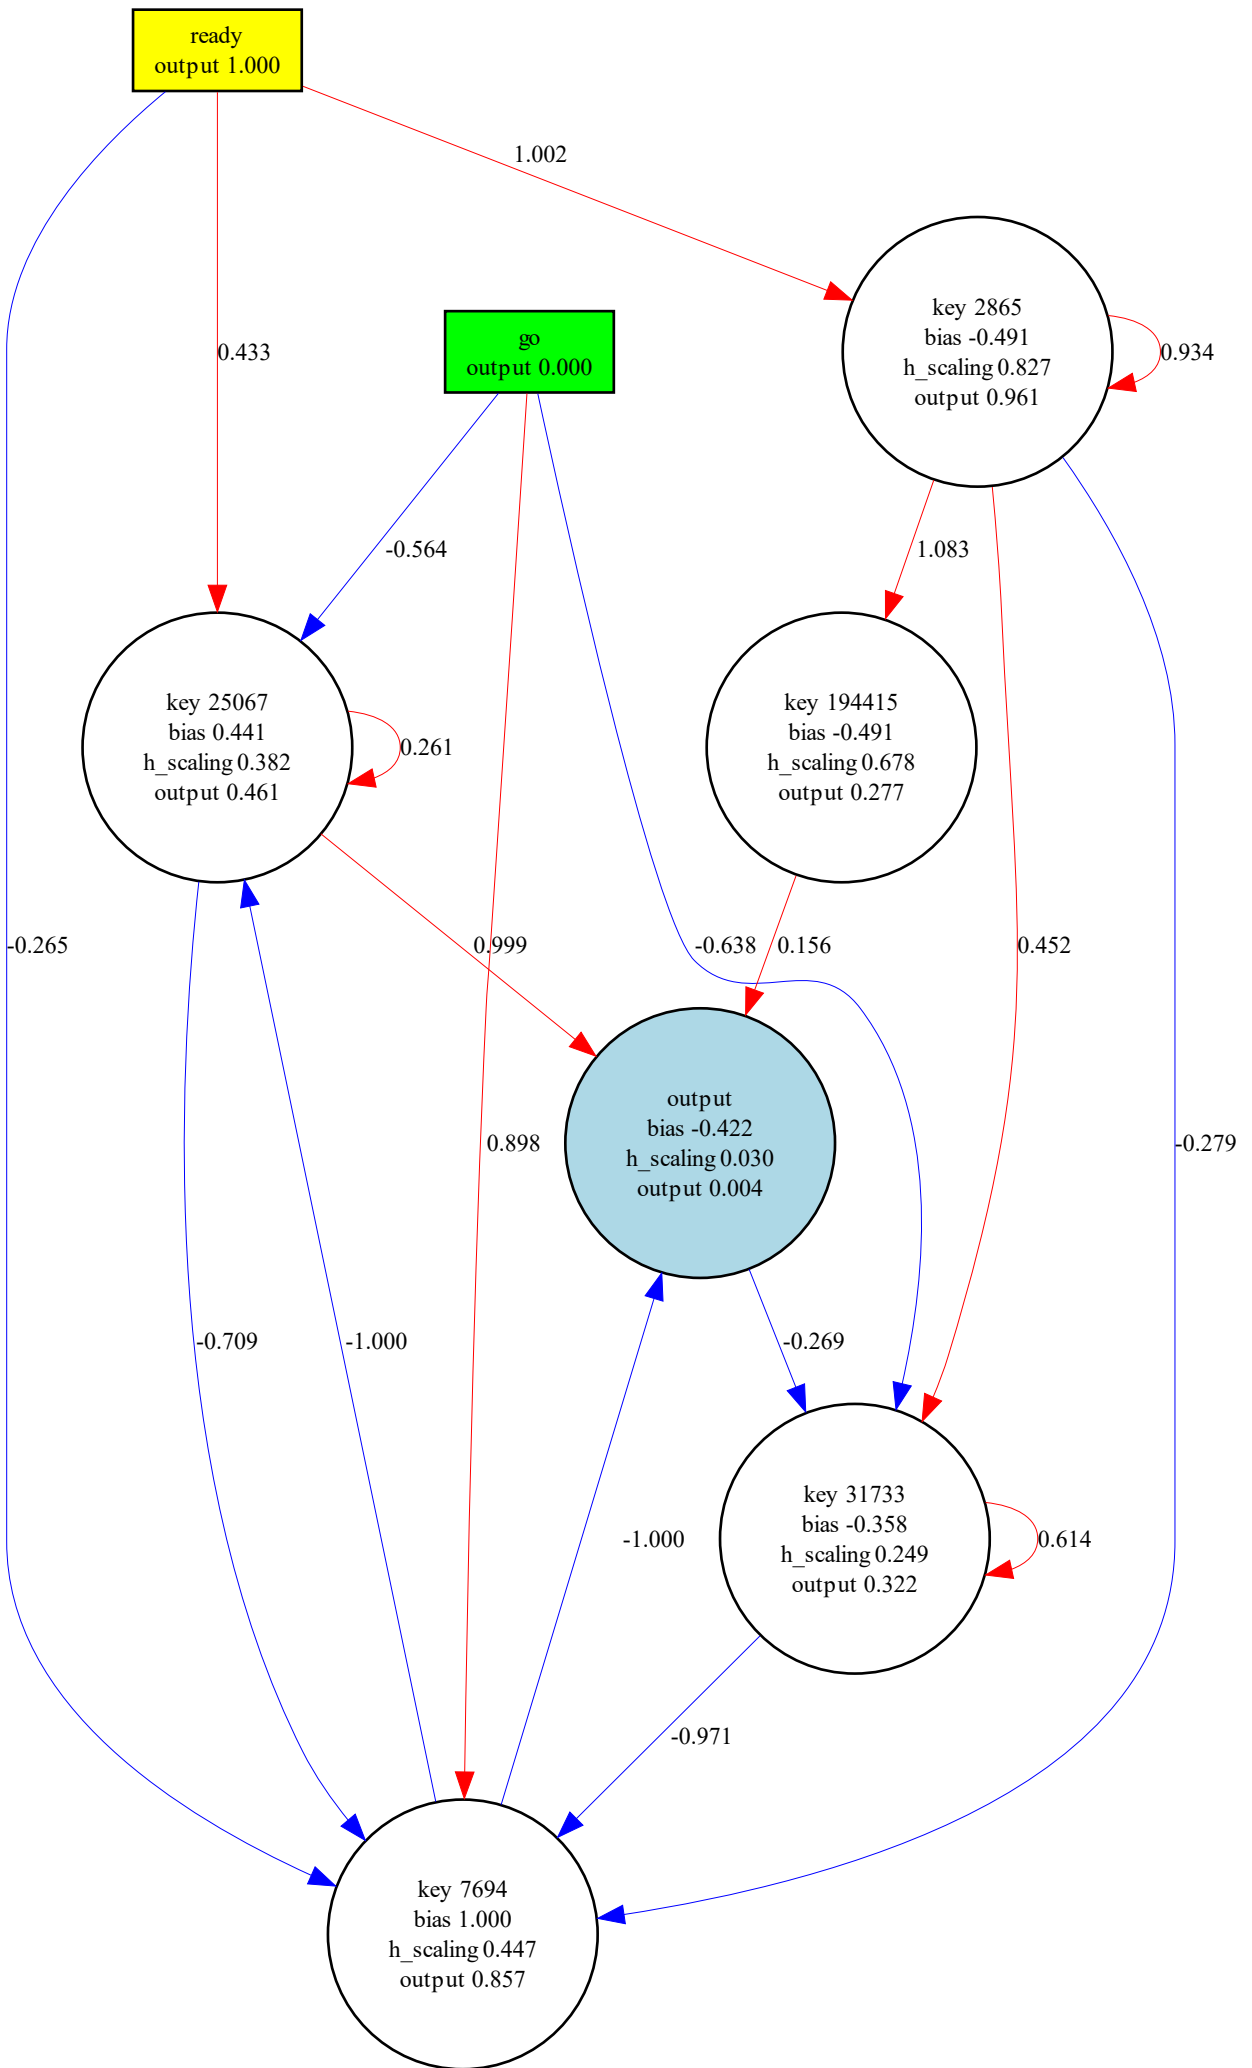 ready
output 1.000
1.002
key 2865
bias -0.491
h_scaling 0.827
output 0.961
0.934
go
output 0.000
0.433
-0.564
1.083
key 25067
bias 0.441
h_scaling 0.382
output 0.461
0.261
key 194415
bias -0.491
h_scaling 0.678
output 0.277
-0.265
0.999
-0.638
0.156
0.452
output
bias -0.422
h_scaling 0.030
output 0.004
0.898
-0.279
-0.709
-1.000
-0.269
key 31733
bias -0.358
h_scaling 0.249
output 0.322
-1.000
0.614
-0.971
key 7694
bias 1.000
h_scaling 0.447
output 0.857